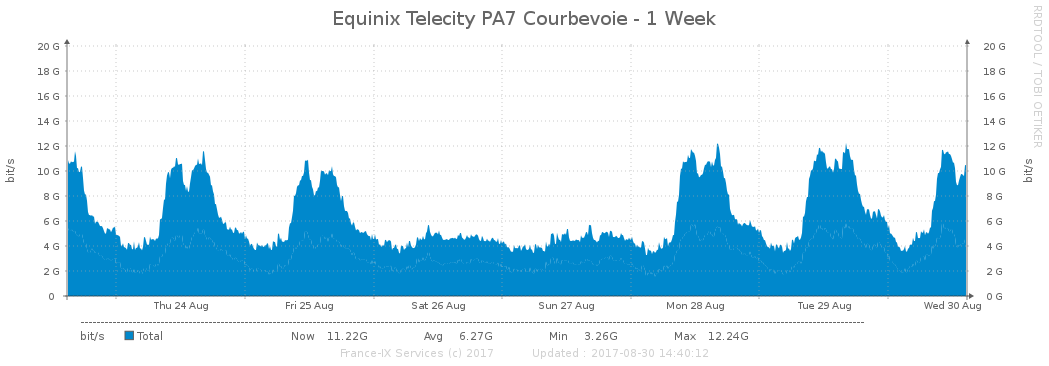 Equinix Telecity PA7 Courbevoie - 1 Week
RRDTOOL / TOBI OETIKER
20 G 20 G
18 G 18 G
16 G 16 G
14 G 14 G
12 G 12 G
10 G 10 G
8 G 8 G
6 G 6 G
4 G 4 G
2 G 2 G
0 0 G
bit/s bit/s
Thu 24 Aug Fri 25 Aug Sat 26 Aug Sun 27 Aug Mon 28 Aug Tue 29 Aug Wed 30 Aug
bit/s Total Now 11.22G Avg 6.27G Min 3.26G Max 12.24G
France-IX Services (c) 2017 Updated : 2017-08-30 14:40:12